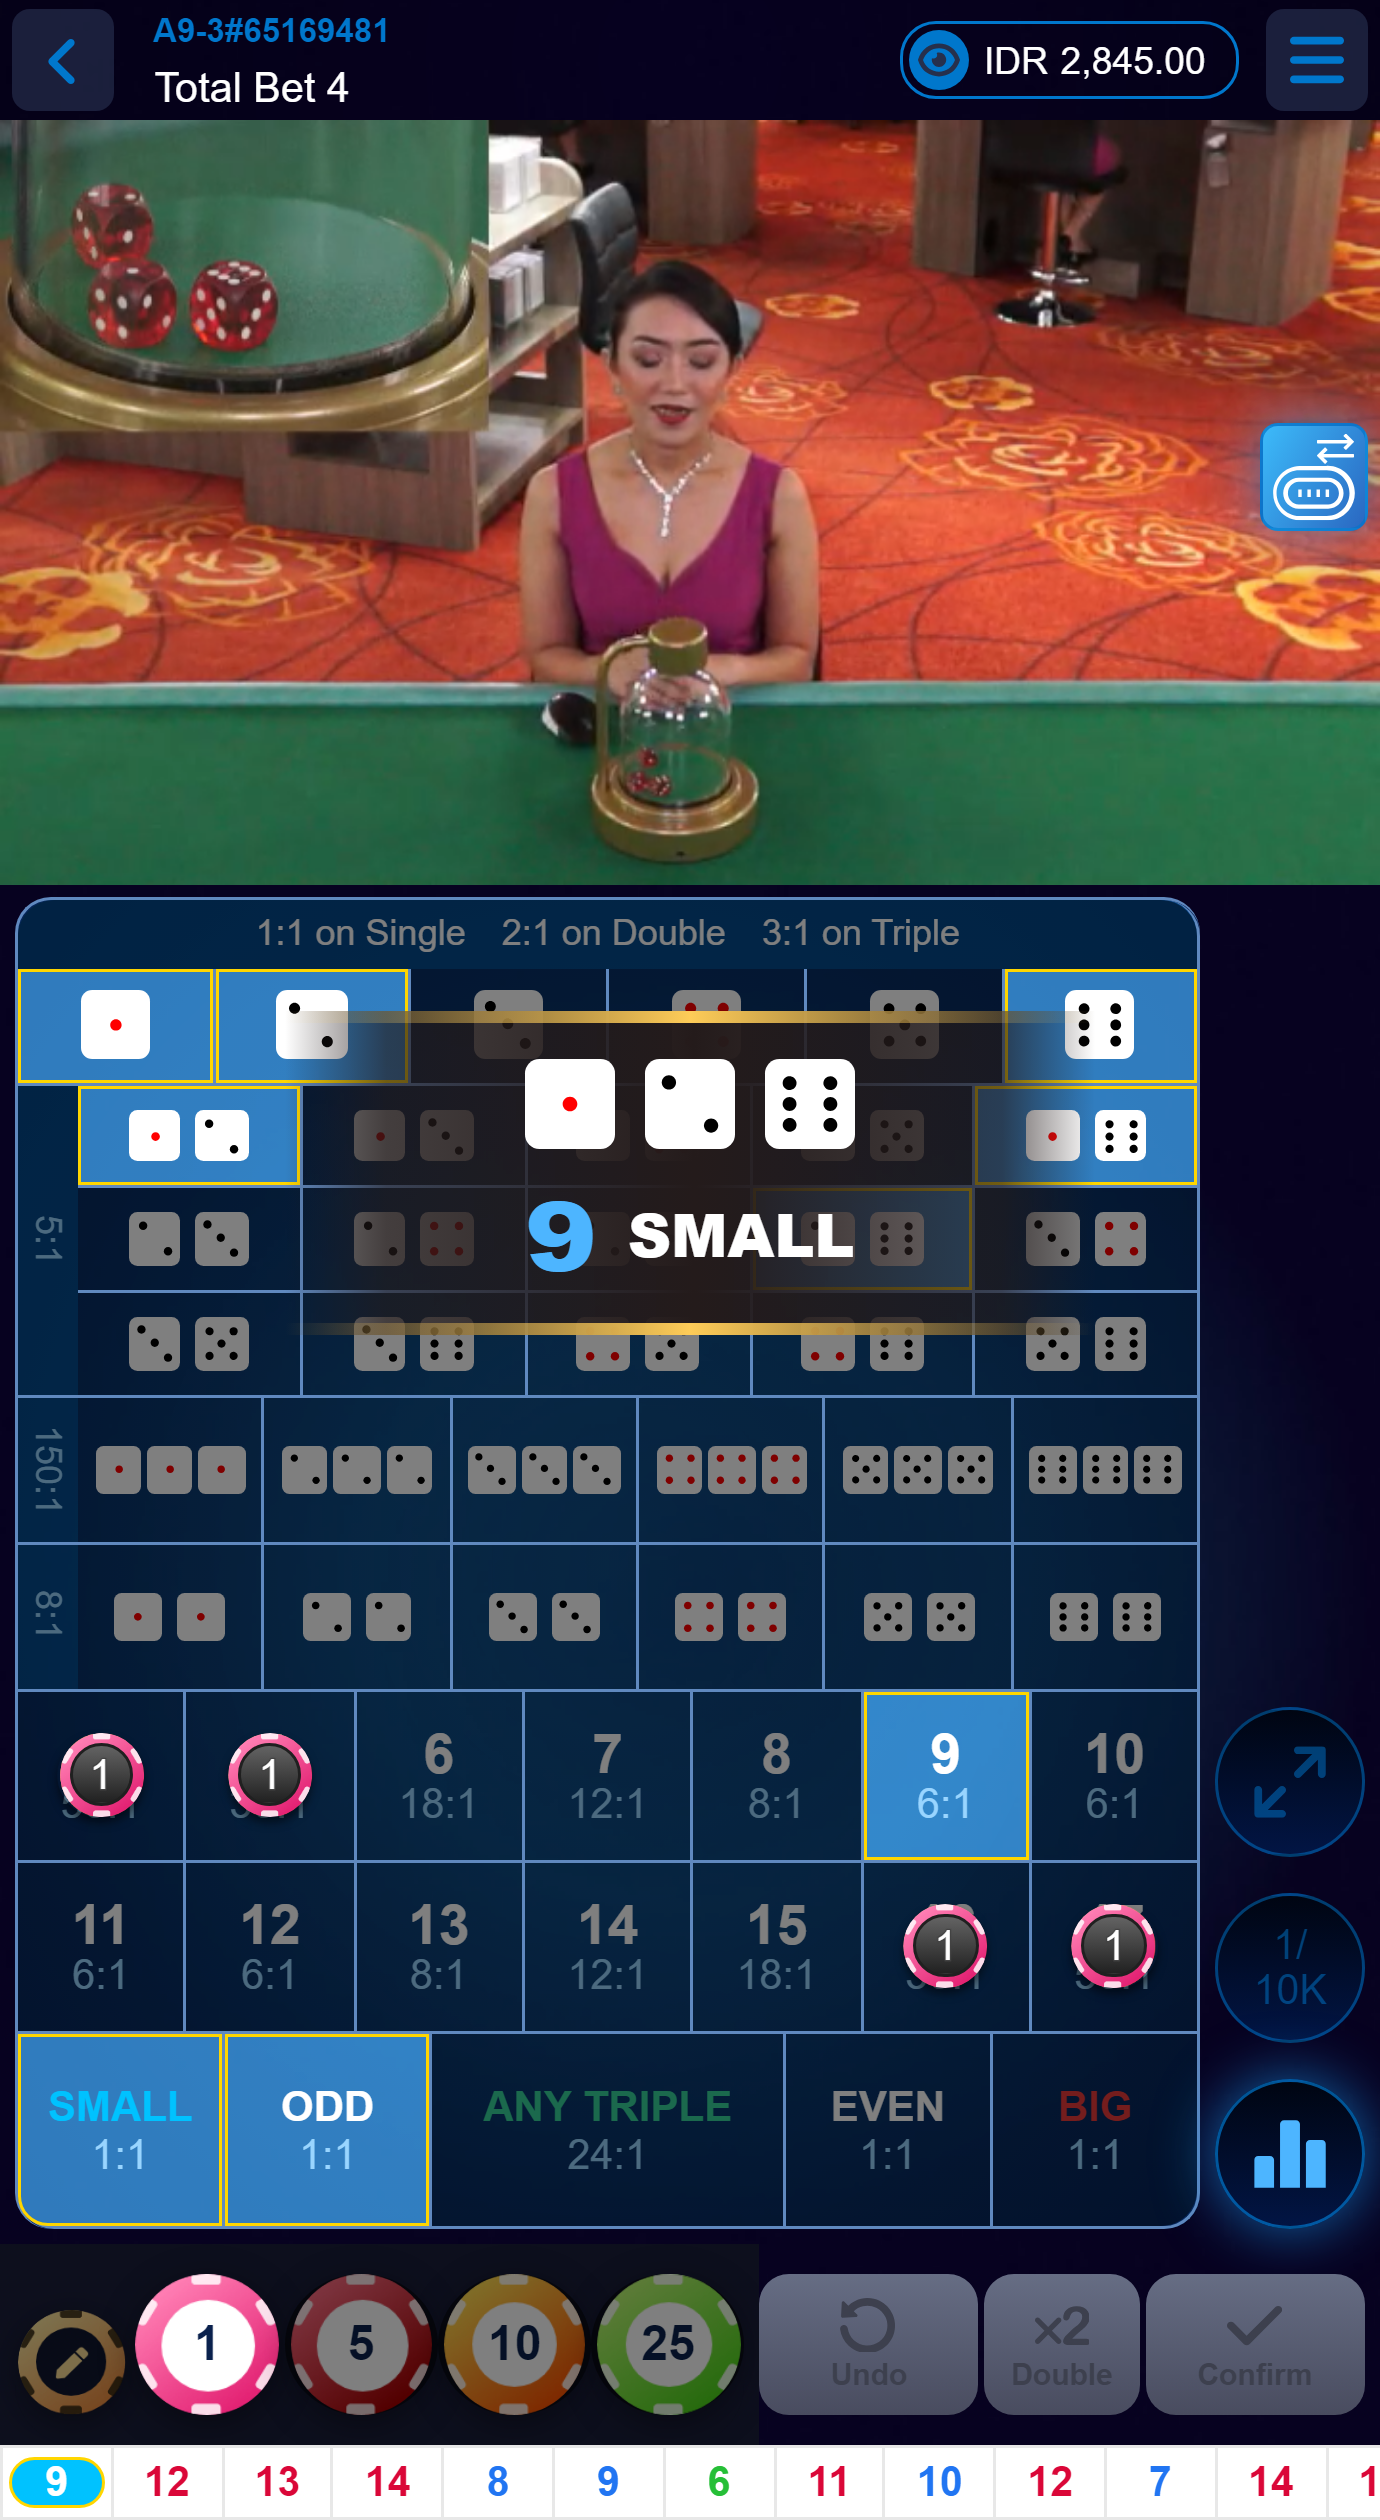 A9-3#65169481
Total Bet 4
IDR 2,845.00
1:1 on Single 2:1 on Double 3:1 on Triple
9 SMALL
5:1
150:1
8:1
1 1 6 7 8 9 10
18:1 12:1 8:1 6:1 6:1
11 12 13 14 15 1 1
6:1 6:1 8:1 12:1 18:1
1/
10K
SMALL ODD ANY TRIPLE EVEN BIG
1:1 1:1 24:1 1:1 1:1
1 5 10 25
x2
Undo Double Confirm
9 12 13 14 8 9 6 11 10 12 7 14